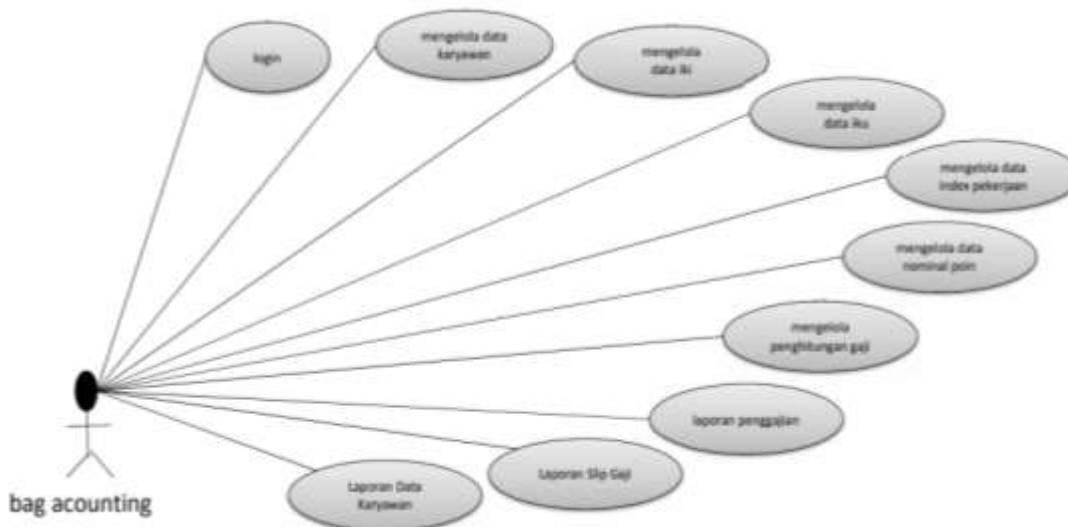 login
mengelola data
karyawan
mengelola
data iki
mengelola
data iku
mengelola data
index pekerjaan
mengelola data
nominal poin
mengelola
penghitungan gaji
laporan penggajian
Laporan Slip Gaji
Laporan Data
Karyawan
bag acounting